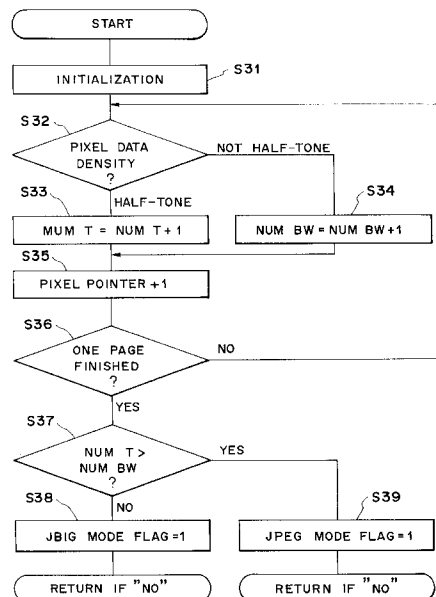 START
INITIALIZATION
S31
S32
PIXEL DATA
DENSITY
?
NOT HALF-TONE
HALF-TONE
S33
MUM T = NUM T+1
S34
NUM BW=NUM BW+1
S35
PIXEL POINTER +1
S36
ONE PAGE
FINISHED
?
NO
YES
S37
NUM T>
NUM BW
?
YES
NO
S38
JBIG MODE FLAG=1
S39
JPEG MODE FLAG=1
RETURN IF "NO"
RETURN IF "NO"